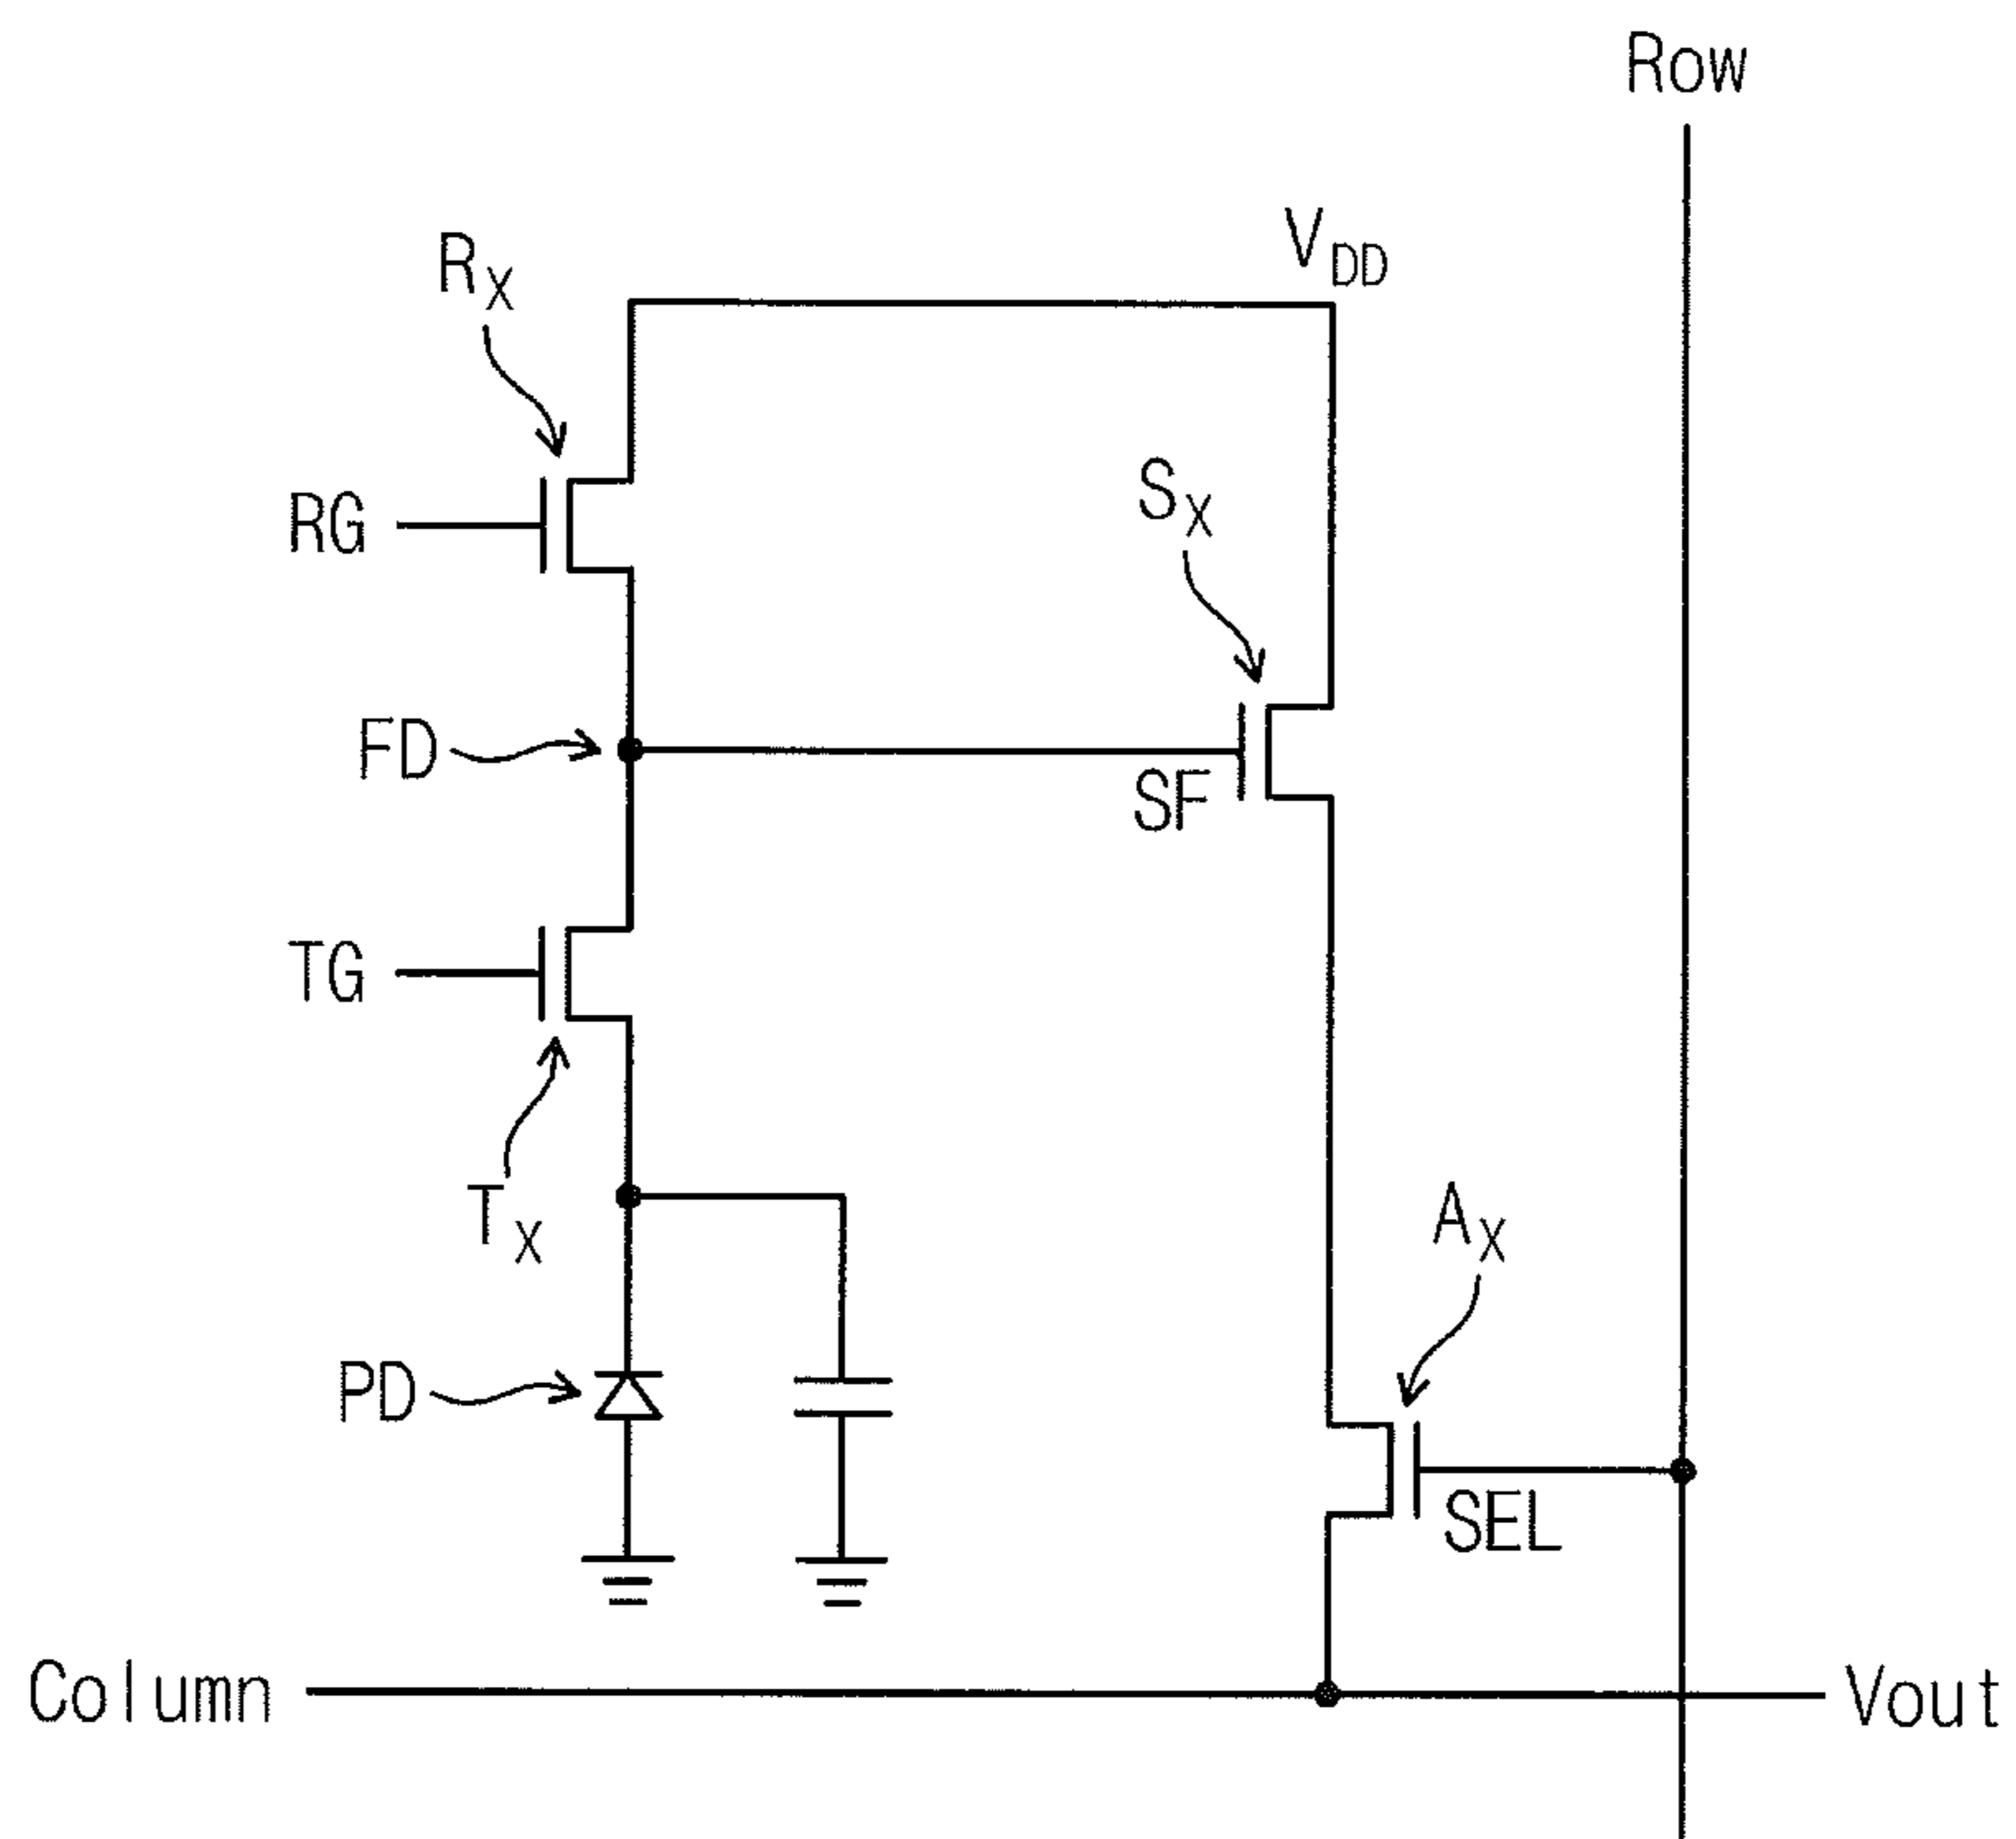 Row
V_DD
R_X
S_X
RG
FD
SF
TG
T_X
A_X
PD
SEL
Column
Vout